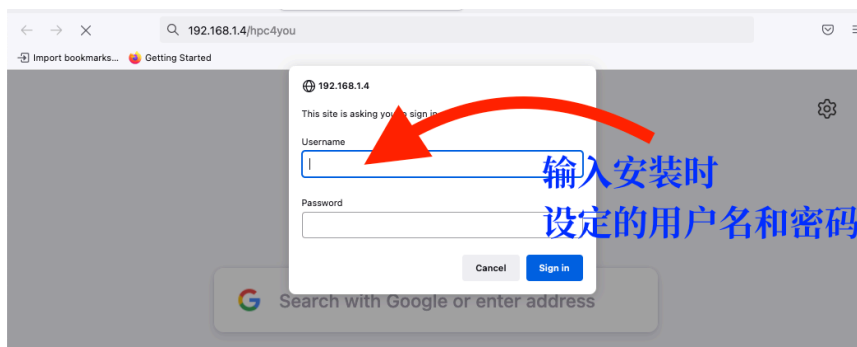 192.168.1.4/hpc4you
Import bookmarks... Getting Started
192.168.1.4
This site is asking you to sign in
Username
输入安装时
Password
设定的用户名和密码
Cancel Sign in
G Search with Google or enter address